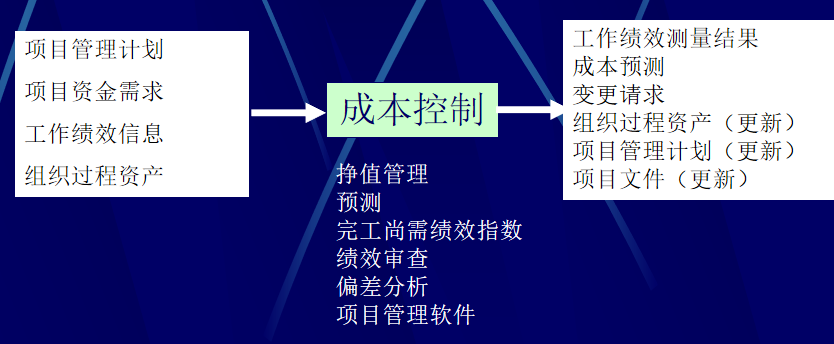 项目管理计划
项目资金需求
工作绩效信息
组织过程资产
成本控制
挣值管理
预测
完工尚需绩效指数
绩效审查
偏差分析
项目管理软件
工作绩效测量结果
成本预测
变更请求
组织过程资产（更新）
项目管理计划（更新）
项目文件（更新）